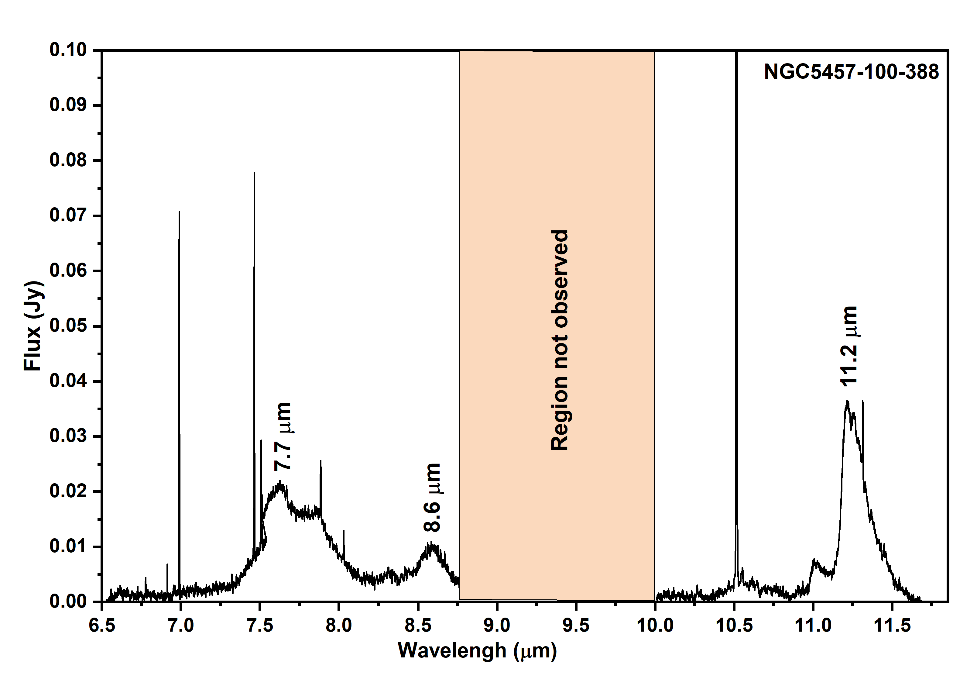 NGC5457-100-388
0.10
0.09
0.08
0.07
0.06
0.05
0.04
0.03
0.02
0.01
0.00
Flux (Jy)
7.7 μm
8.6 μm
Region not observed
11.2 μm
6.5 7.0 7.5 8.0 8.5 9.0 9.5 10.0 10.5 11.0 11.5
Wavelengh (μm)